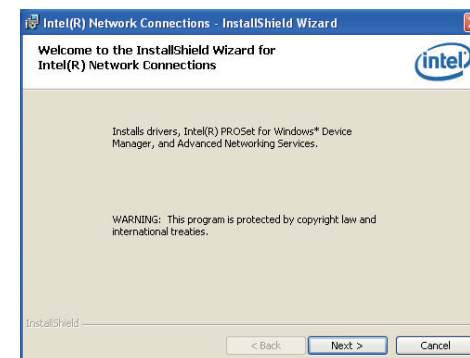 Intel(R) Network Connections - InstallShield Wizard
Welcome to the InstallShield Wizard for
Intel(R) Network Connections
intel
Installs drivers, Intel(R) PROSet for Windows* Device
Manager, and Advanced Networking Services.
WARNING: This program is protected by copyright law and
international treaties.
InstallShield
< Back Next > Cancel